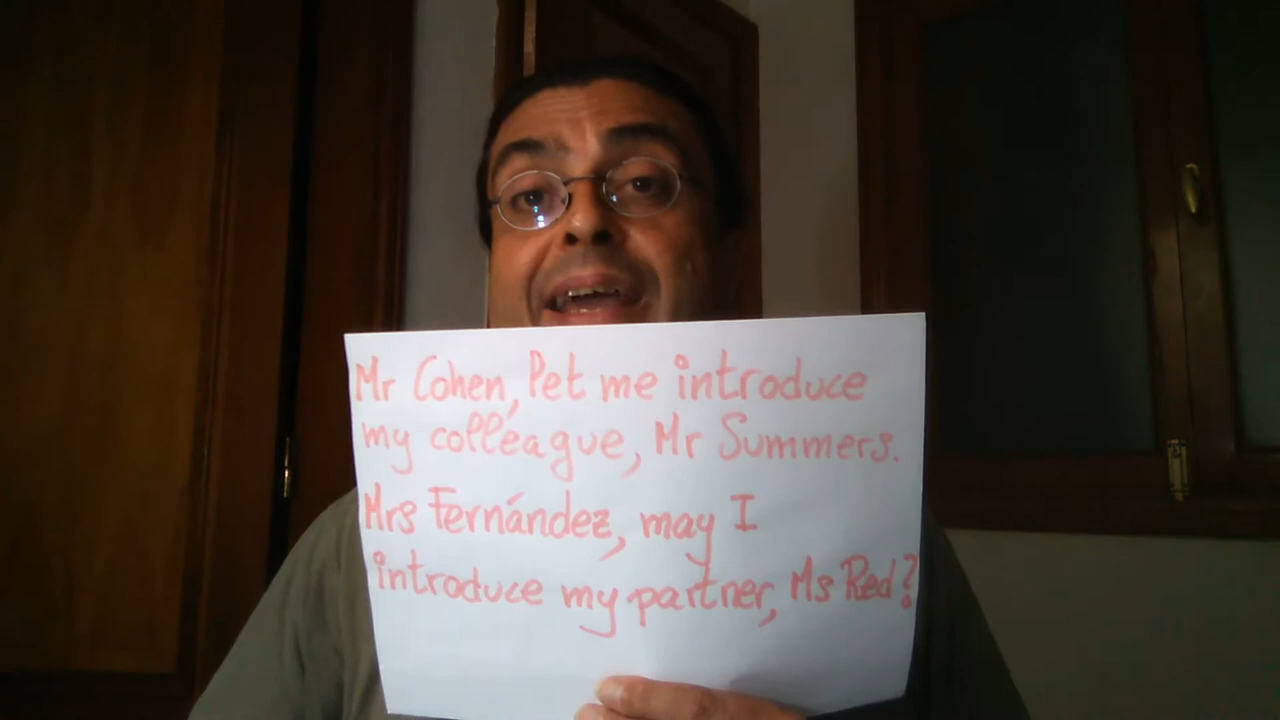 Mr Cohen, let me introduce
my colleague, Mr Summers.
Mrs Fernández, may I
introduce my partner, Ms Red?